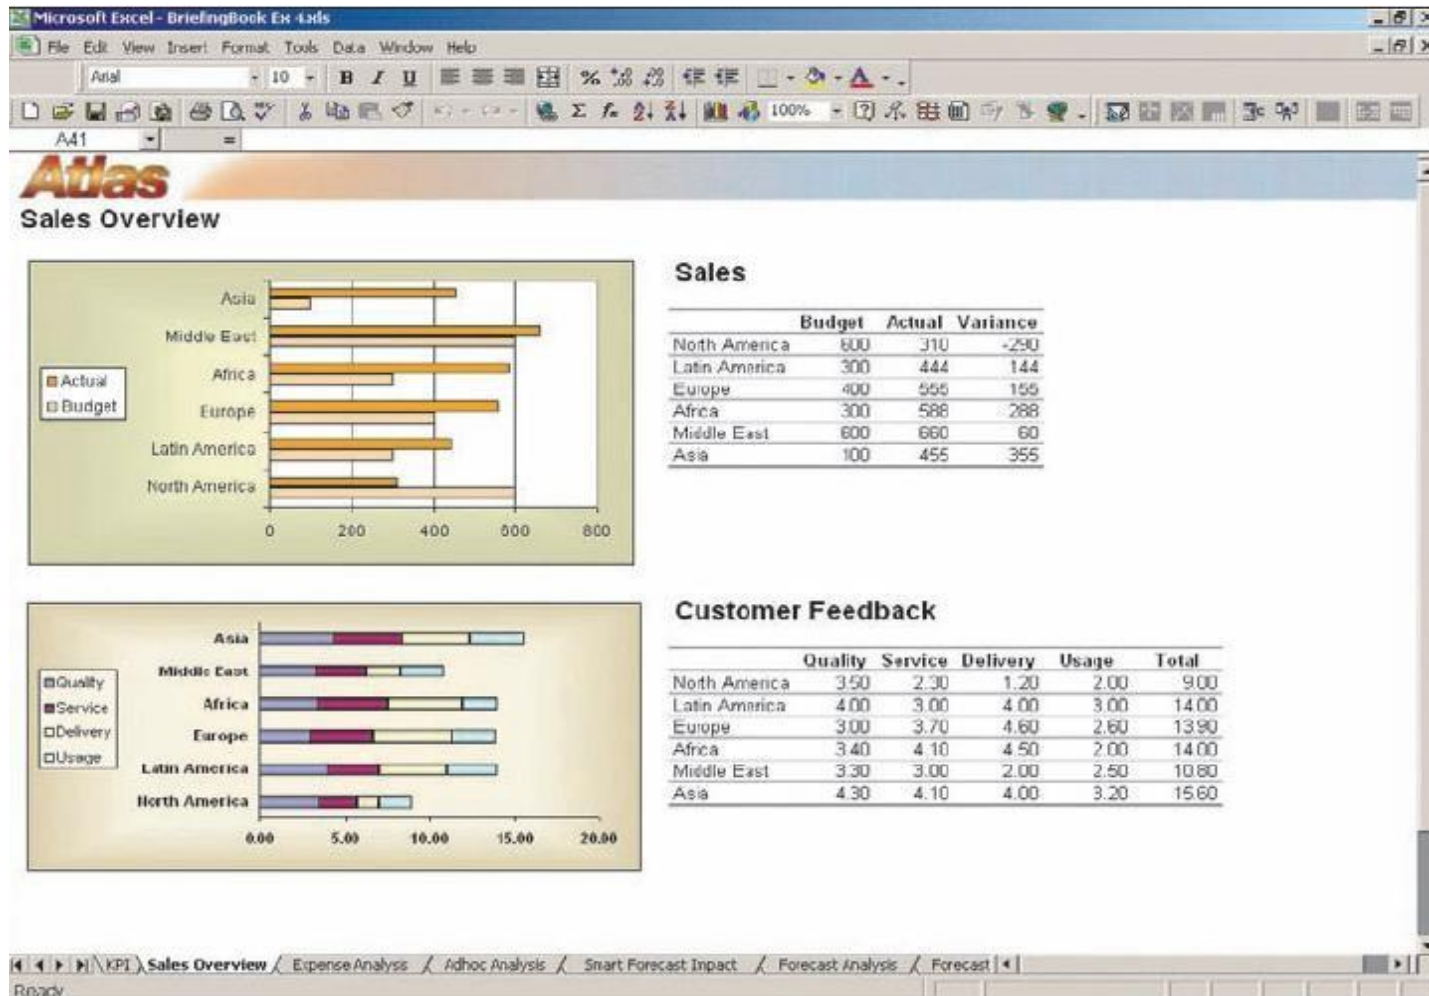 Microsoft Excel - BriefingBook Ex 4.xls
File Edit View Insert Format Tools Data Window Help
Arial 10 B I U %
100%
A41 =
Atlas
Sales Overview
Asia
Middle East
Africa
Europe
Latin America
North America
Actual
Budget
0 200 400 600 800
Sales
Budget Actual Variance
North America 600 310 -290
Latin America 300 444 144
Europe 400 555 155
Africa 300 588 288
Middle East 600 660 60
Asia 100 455 355
Asia
Middle East
Africa
Europe
Latin America
North America
Quality
Service
Delivery
Usage
0.00 5.00 10.00 15.00 20.00
Customer Feedback
Quality Service Delivery Usage Total
North America 3.50 2.30 1.20 2.00 9.00
Latin America 4.00 3.00 4.00 3.00 14.00
Europe 3.00 3.70 4.60 2.60 13.90
Africa 3.40 4.10 4.50 2.00 14.00
Middle East 3.30 3.00 2.00 2.50 10.80
Asia 4.30 4.10 4.00 3.20 15.60
KPI Sales Overview Expense Analysis Adhoc Analysis Smart Forecast Impact Forecast Analysis Forecast
Ready